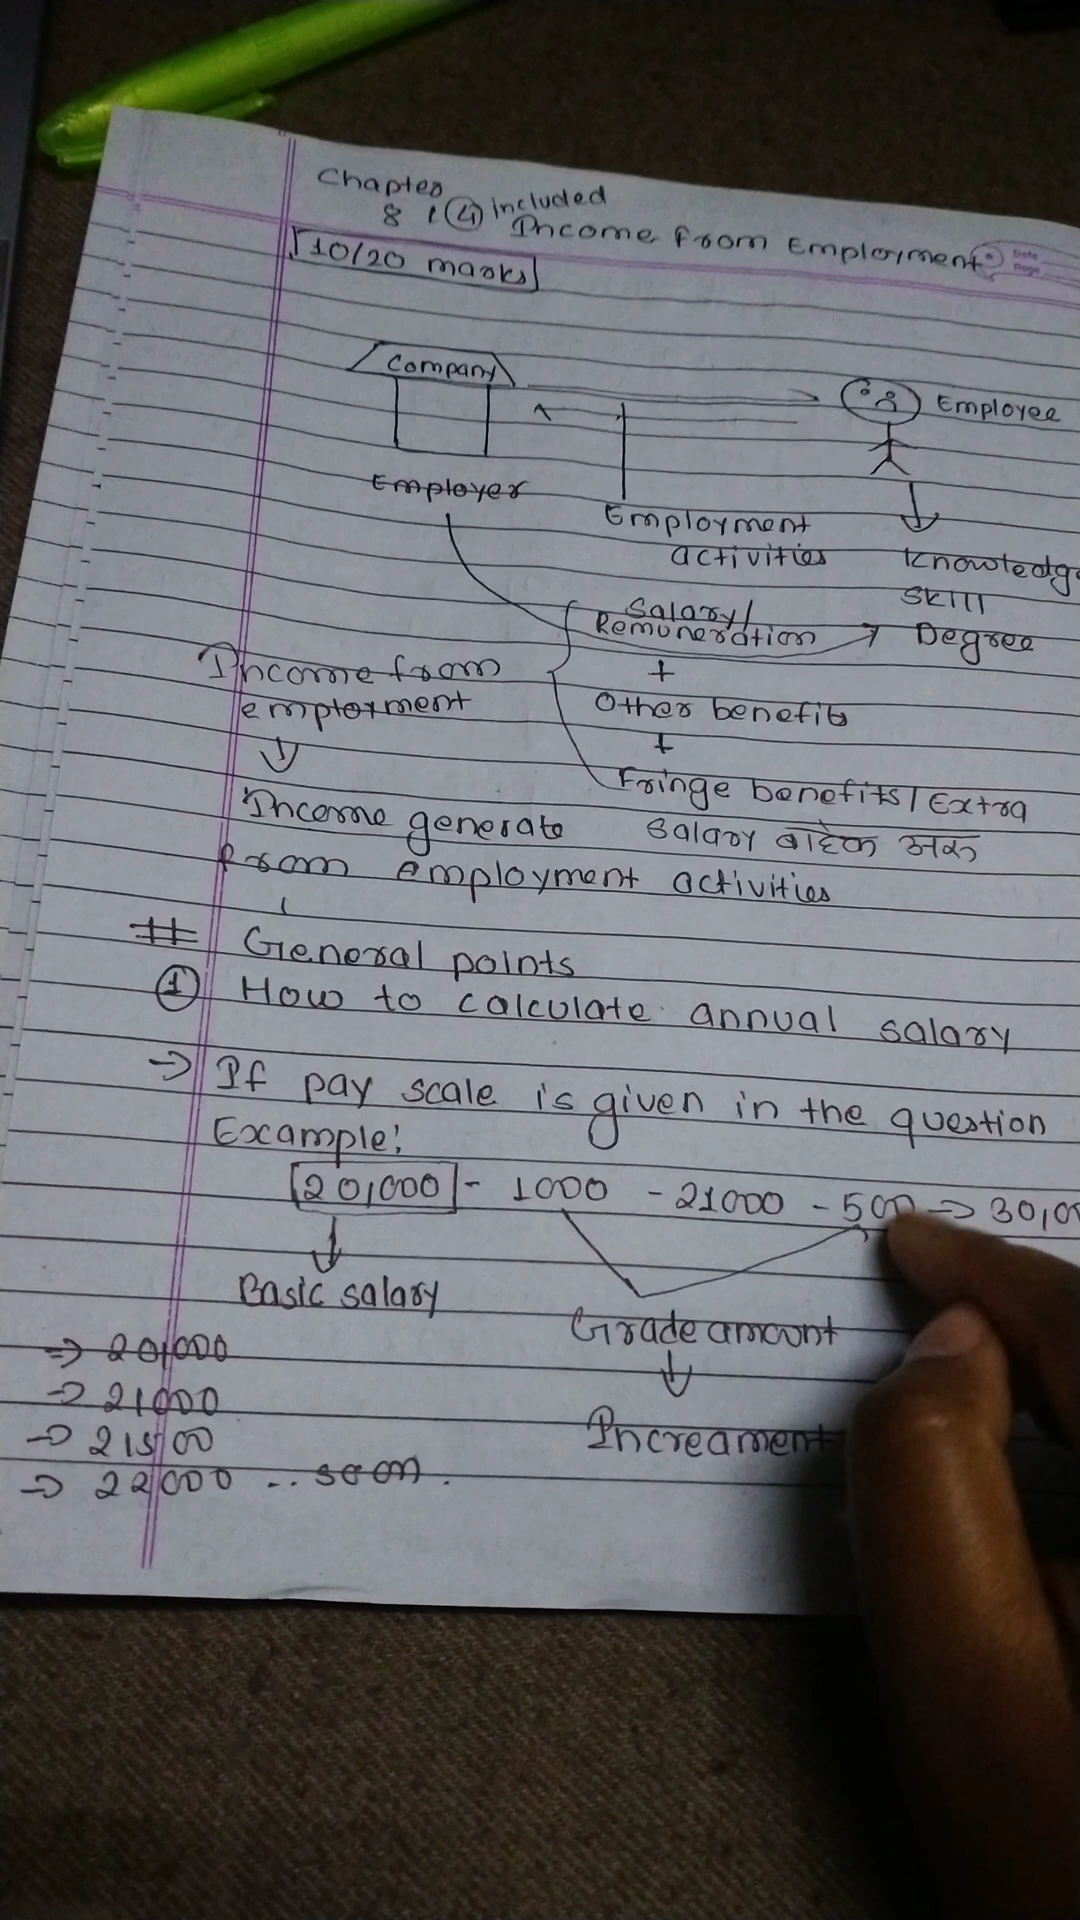 Chapter
8 1 (4) included
Income from Employment
10/20 marks
Company
Employee
Employer
Employment
activities
Knowledge
skill
Salary/
Remuneration
Degree
Income from
employment
+
Other benefits
+
Fringe benefits/Extra
Income generate
salary बाहेक अरू
from employment activities
# General points
① How to calculate annual salary
→ If pay scale is given in the question
Example:
20,000 - 1000 - 21000 - 500 → 30,0
Basic salary
Grade amount
⇒ 20,000
Increament
→ 21000
→ 21500
→ 22000 .. so on.